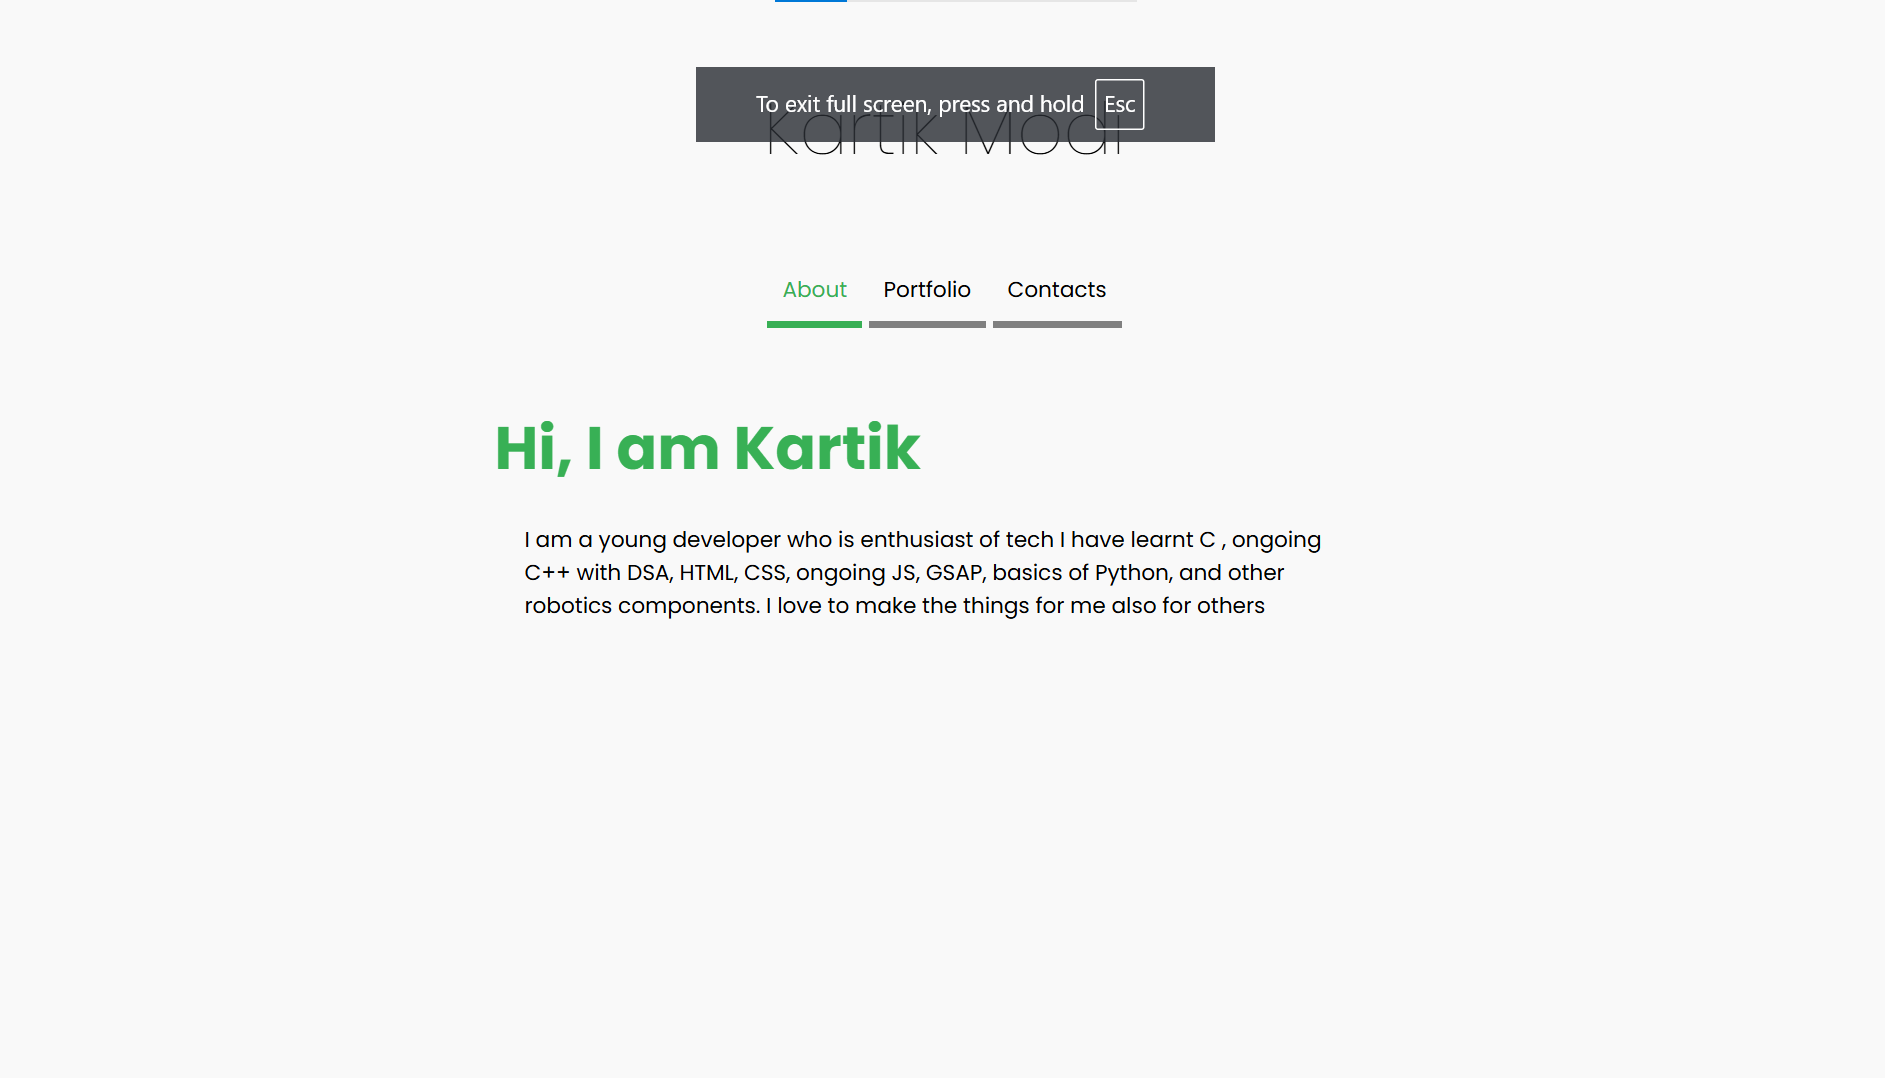 To exit full screen, press and hold Esc
Kartik Modi
About Portfolio Contacts
Hi, I am Kartik
I am a young developer who is enthusiast of tech I have learnt C , ongoing
C++ with DSA, HTML, CSS, ongoing JS, GSAP, basics of Python, and other
robotics components. I love to make the things for me also for others